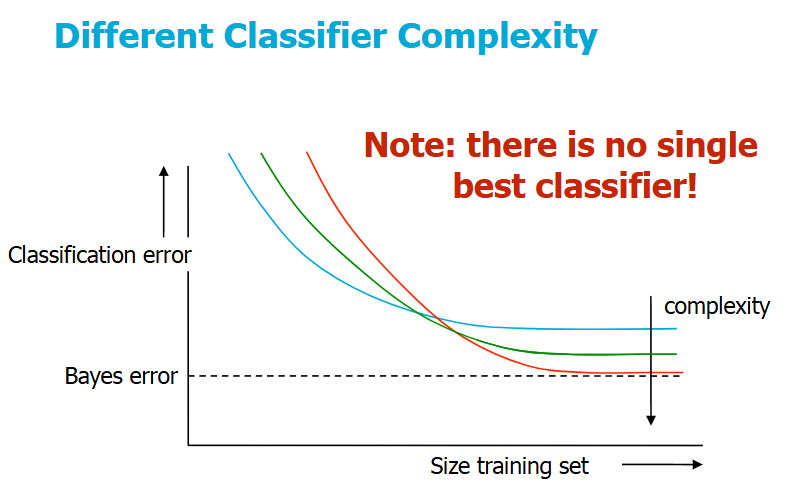 Different Classifier Complexity
Note: there is no single
best classifier!
Classification error
complexity
Bayes error
Size training set